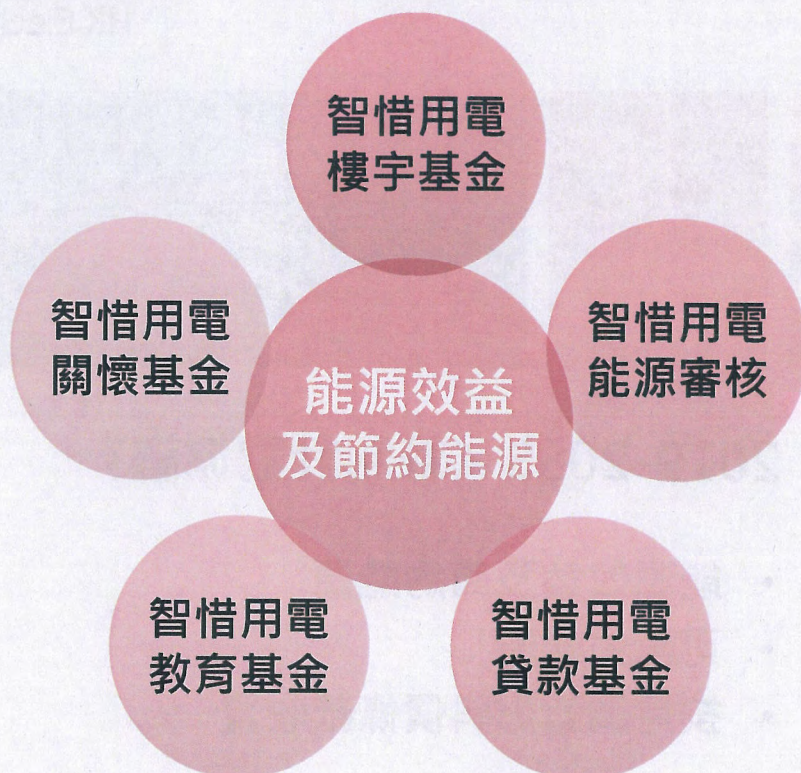 智惜用電
樓宇基金
智惜用電
關懷基金
智惜用電
能源審核
能源效益
及節約能源
智惜用電
教育基金
智惜用電
貸款基金